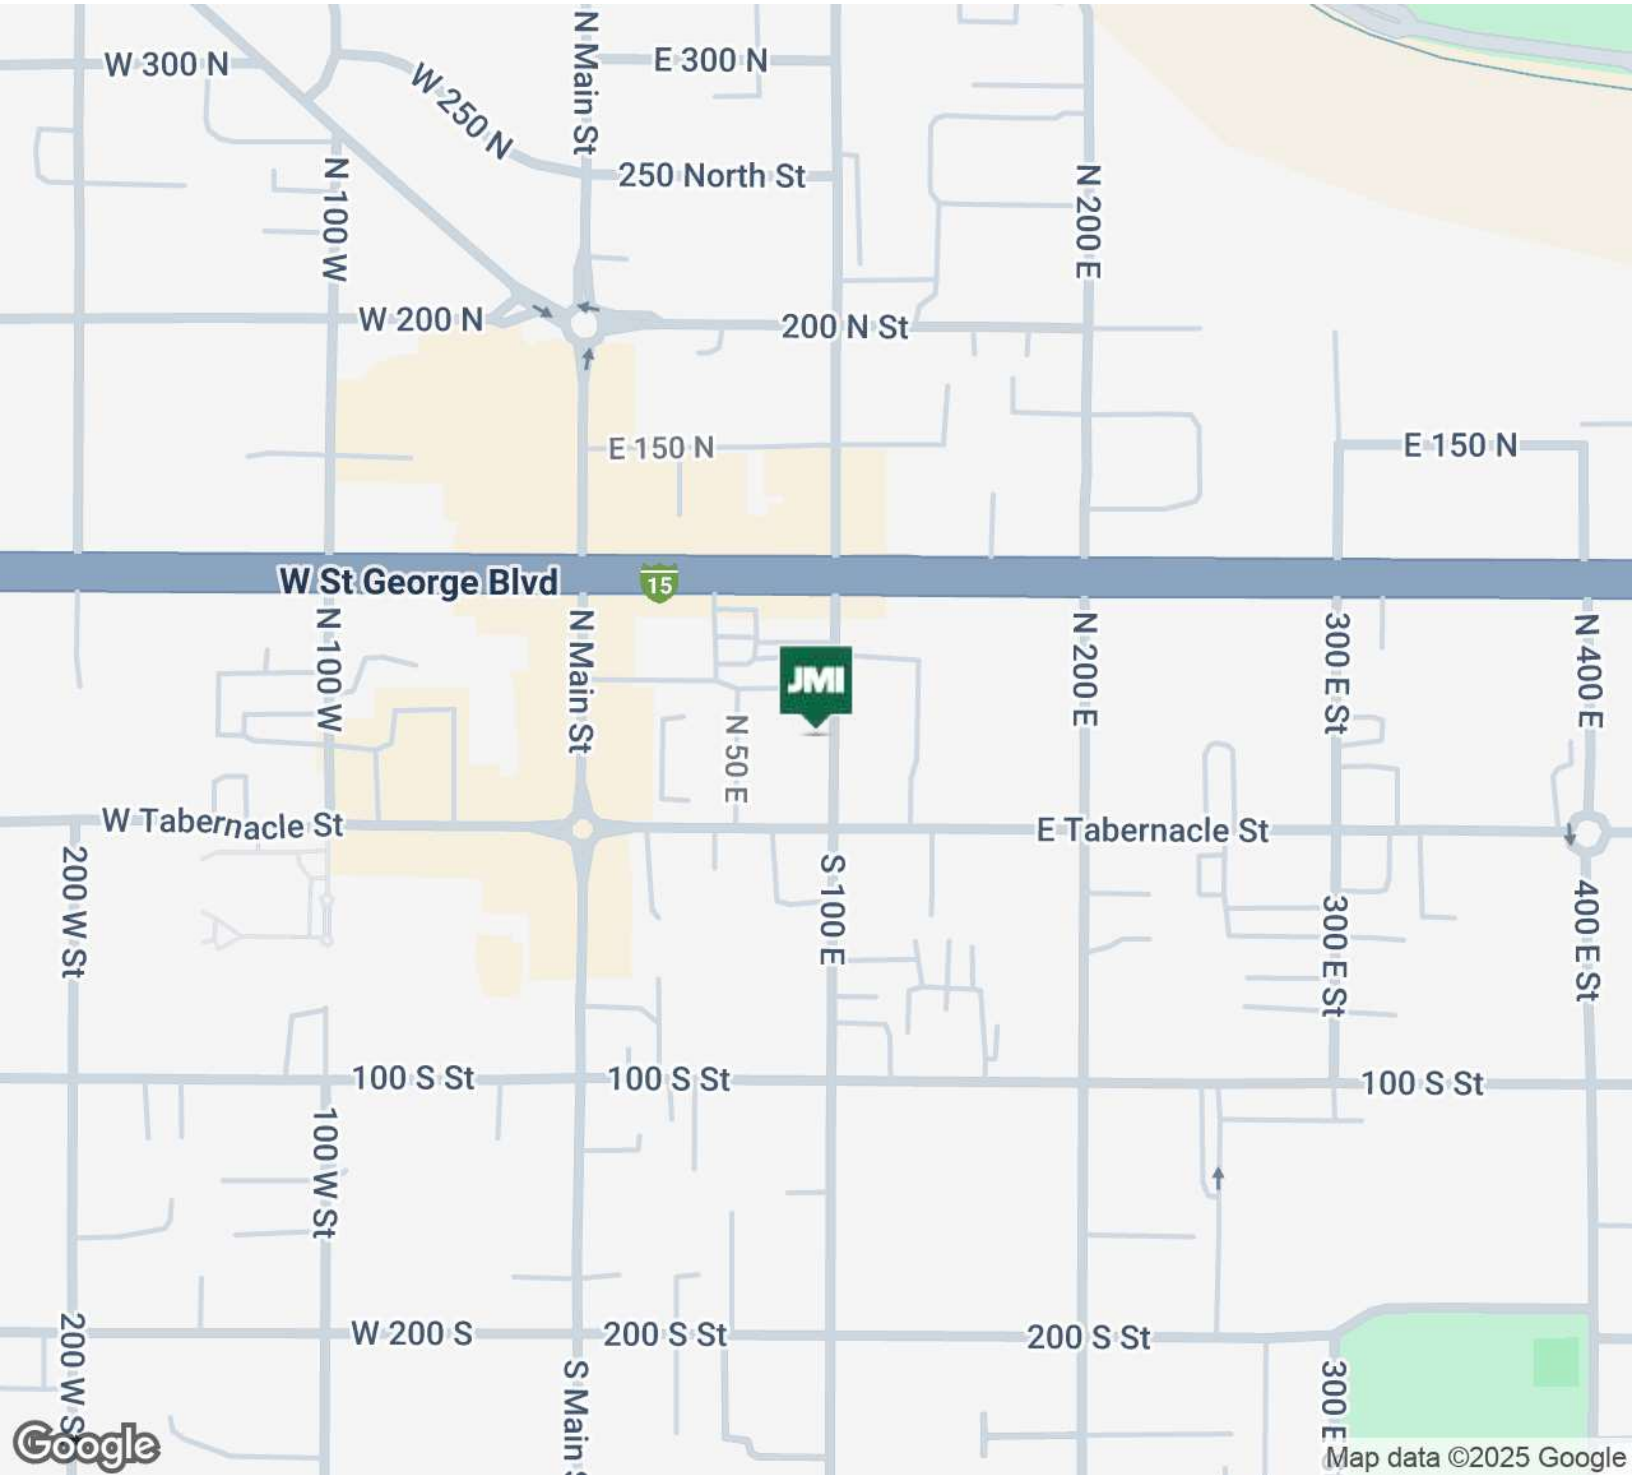 W 300 N
N Main St
E 300 N
W 250 N
N 100 W
250 North St
N 200 E
W 200 N
200 N St
E 150 N
E 150 N
W St George Blvd
15
N 100 W
N Main St
JMI
N 50 E
N 200 E
300 E St
N 400 E
W Tabernacle St
E Tabernacle St
200 W St
S 100 E
300 E St
400 E St
100 S St
100 S St
100 S St
100 W St
W 200 S
200 S St
200 S St
200 W S
S Main S
300 E
Google
Map data ©2025 Google